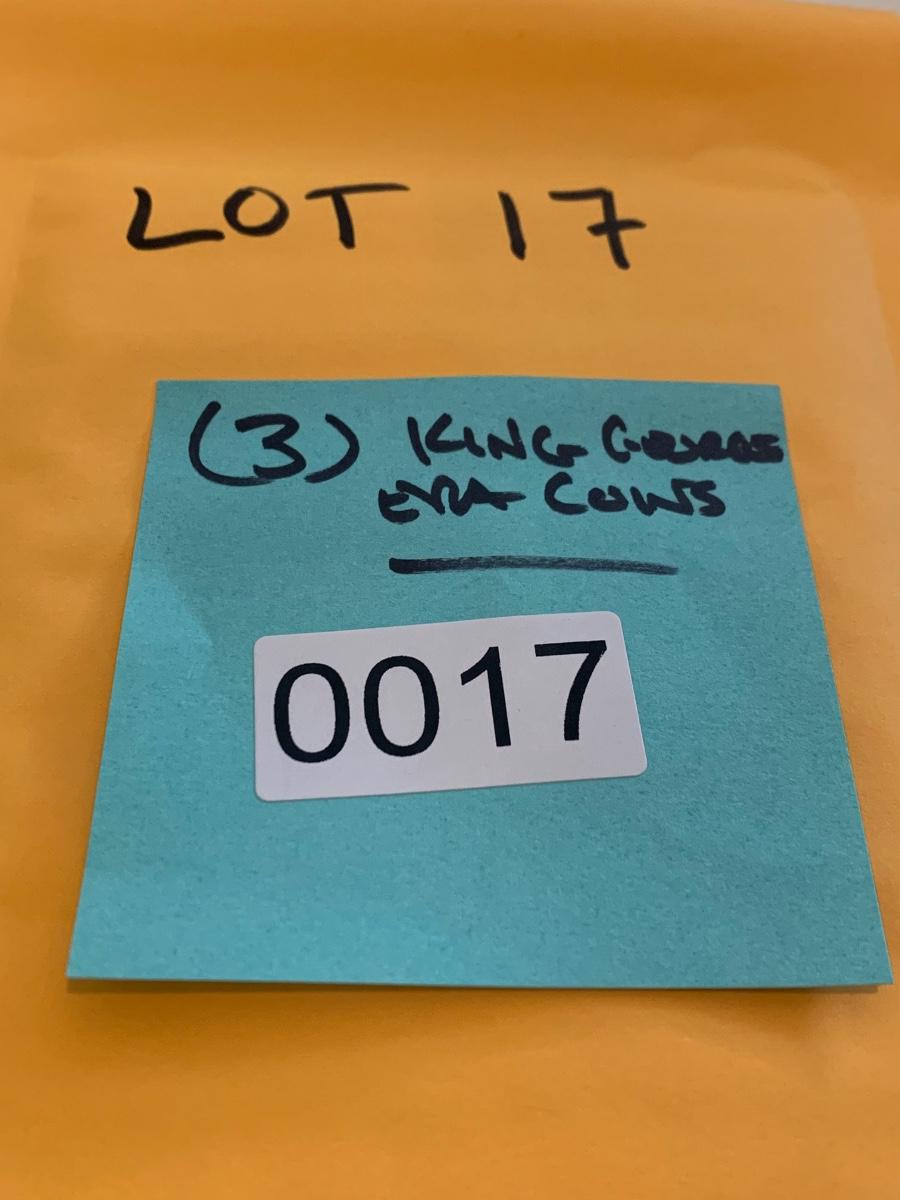 LOT 17
(3) KING GEORGE
ERA COINS
0017